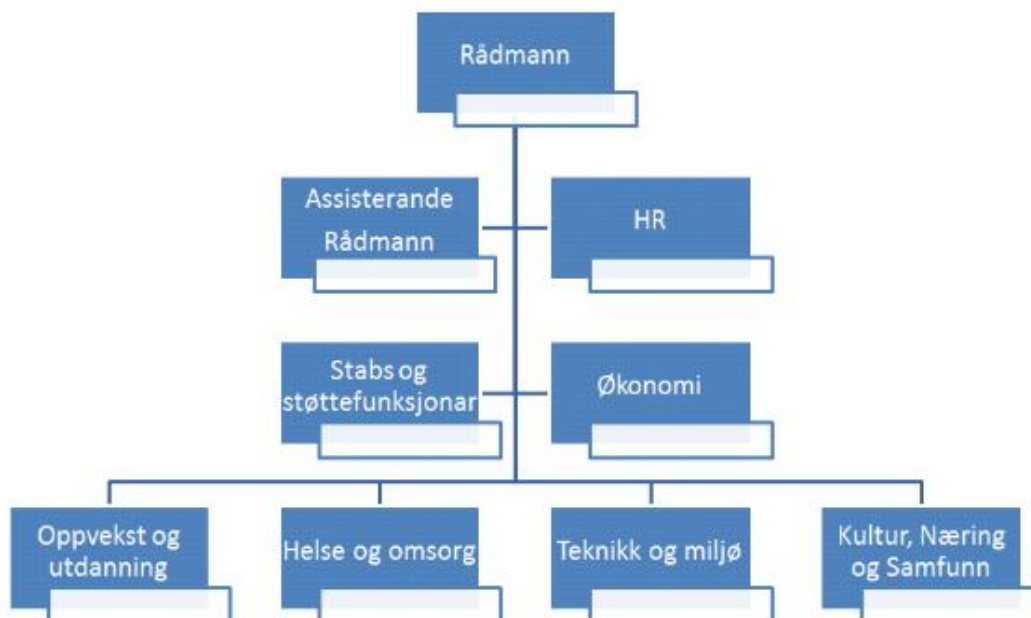 Rådmann
Assisterande
Rådmann
HR
Stabs og
støttefunksjonar
Økonomi
Oppvekst og
utdanning
Helse og omsorg
Teknikk og miljø
Kultur, Næring
og Samfunn